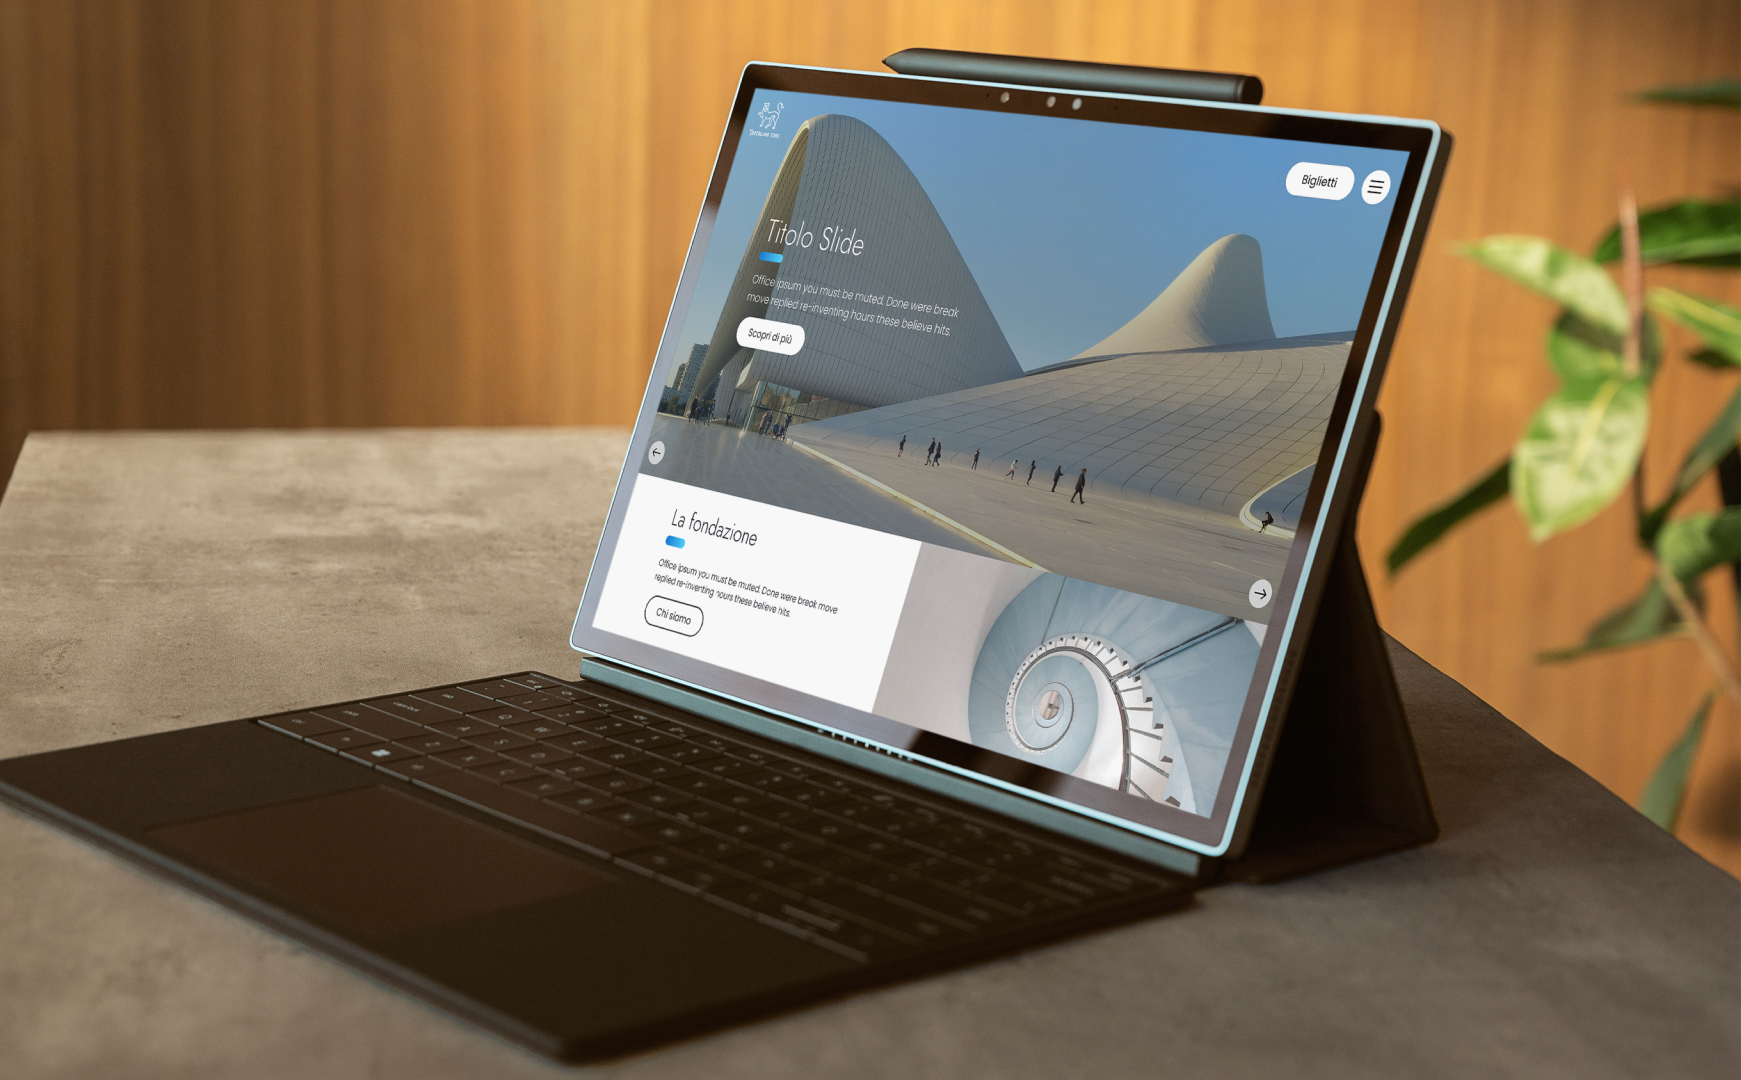 Biglietti
Titolo Slide
Office ipsum you must be muted. Done were break
move replied re-inventing hours these believe hits.
Scopri di più
La fondazione
Office ipsum you must be muted. Done were break move
replied re-inventing hours these believe hits.
Chi siamo